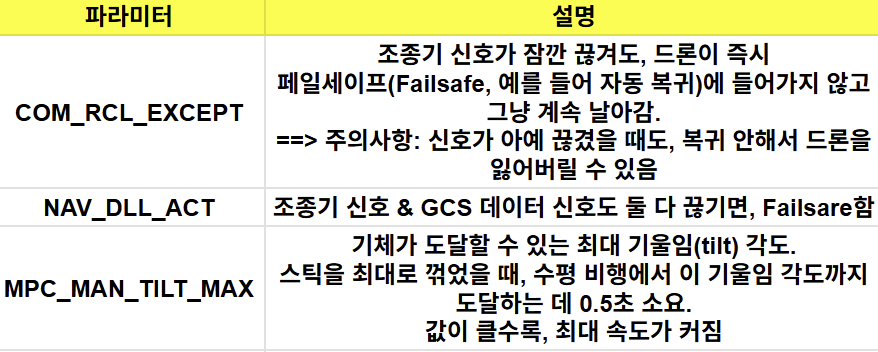 파라미터
설명
COM_RCL_EXCEPT
조종기 신호가 잠깐 끊겨도, 드론이 즉시
페일세이프(Failsafe, 예를 들어 자동 복귀)에 들어가지 않고
그냥 계속 날아감.
==> 주의사항: 신호가 아예 끊겼을 때도, 복귀 안해서 드론을
잃어버릴 수 있음
NAV_DLL_ACT
조종기 신호 & GCS 데이터 신호도 둘 다 끊기면, Failsare함
MPC_MAN_TILT_MAX
기체가 도달할 수 있는 최대 기울임(tilt) 각도.
스틱을 최대로 꺾었을 때, 수평 비행에서 이 기울임 각도까지
도달하는 데 0.5초 소요.
값이 클수록, 최대 속도가 커짐